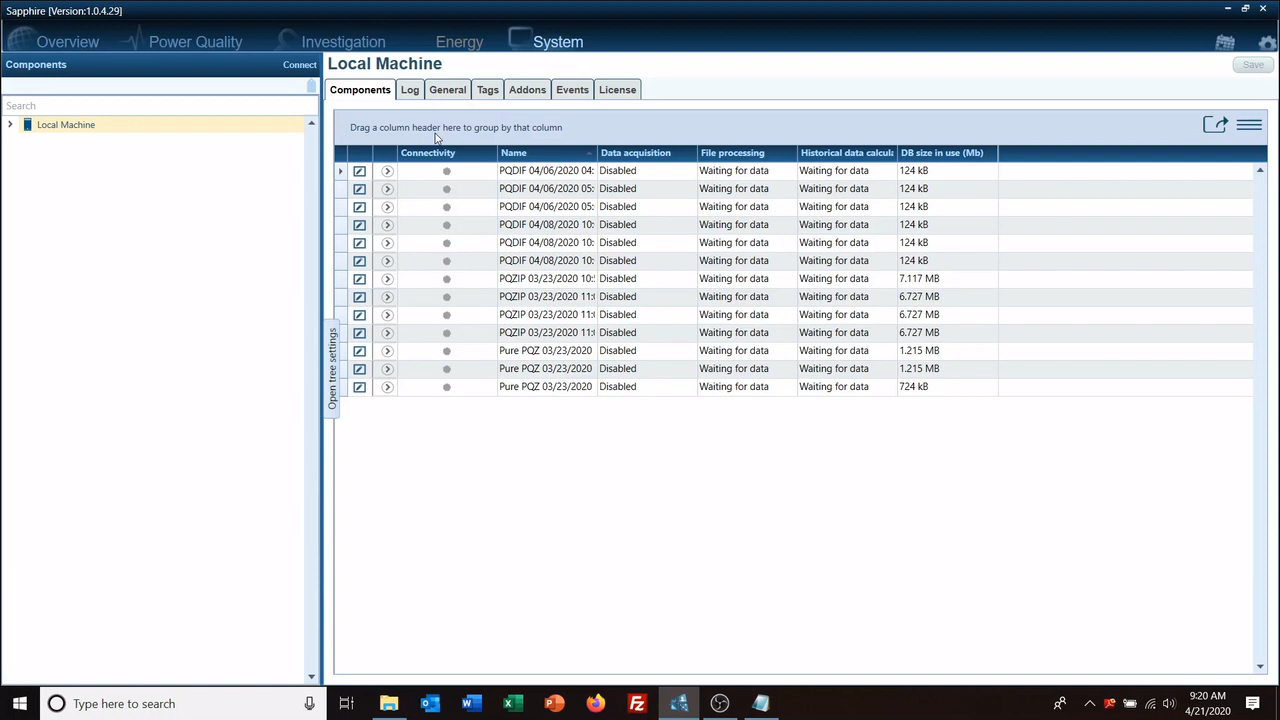 Sapphire [Version:1.0.4.29]
Overview Power Quality Investigation Energy System
Components Connect
Search
Local Machine
Local Machine
Save
Components Log General Tags Addons Events License
Drag a column header here to group by that column
Connectivity Name Data acquisition File processing Historical data calcula DB size in use (Mb)
PQDIF 04/06/2020 04: Disabled Waiting for data Waiting for data 124 kB
PQDIF 04/06/2020 05: Disabled Waiting for data Waiting for data 124 kB
PQDIF 04/06/2020 05: Disabled Waiting for data Waiting for data 124 kB
PQDIF 04/08/2020 10: Disabled Waiting for data Waiting for data 124 kB
PQDIF 04/08/2020 10: Disabled Waiting for data Waiting for data 124 kB
PQDIF 04/08/2020 10: Disabled Waiting for data Waiting for data 124 kB
PQZIP 03/23/2020 10: Disabled Waiting for data Waiting for data 7.117 MB
PQZIP 03/23/2020 11: Disabled Waiting for data Waiting for data 6.727 MB
PQZIP 03/23/2020 11: Disabled Waiting for data Waiting for data 6.727 MB
PQZIP 03/23/2020 11: Disabled Waiting for data Waiting for data 6.727 MB
Pure PQZ 03/23/2020 Disabled Waiting for data Waiting for data 1.215 MB
Pure PQZ 03/23/2020 Disabled Waiting for data Waiting for data 1.215 MB
Pure PQZ 03/23/2020 Disabled Waiting for data Waiting for data 724 kB
Open tree settings
Type here to search
9:20 AM
4/21/2020